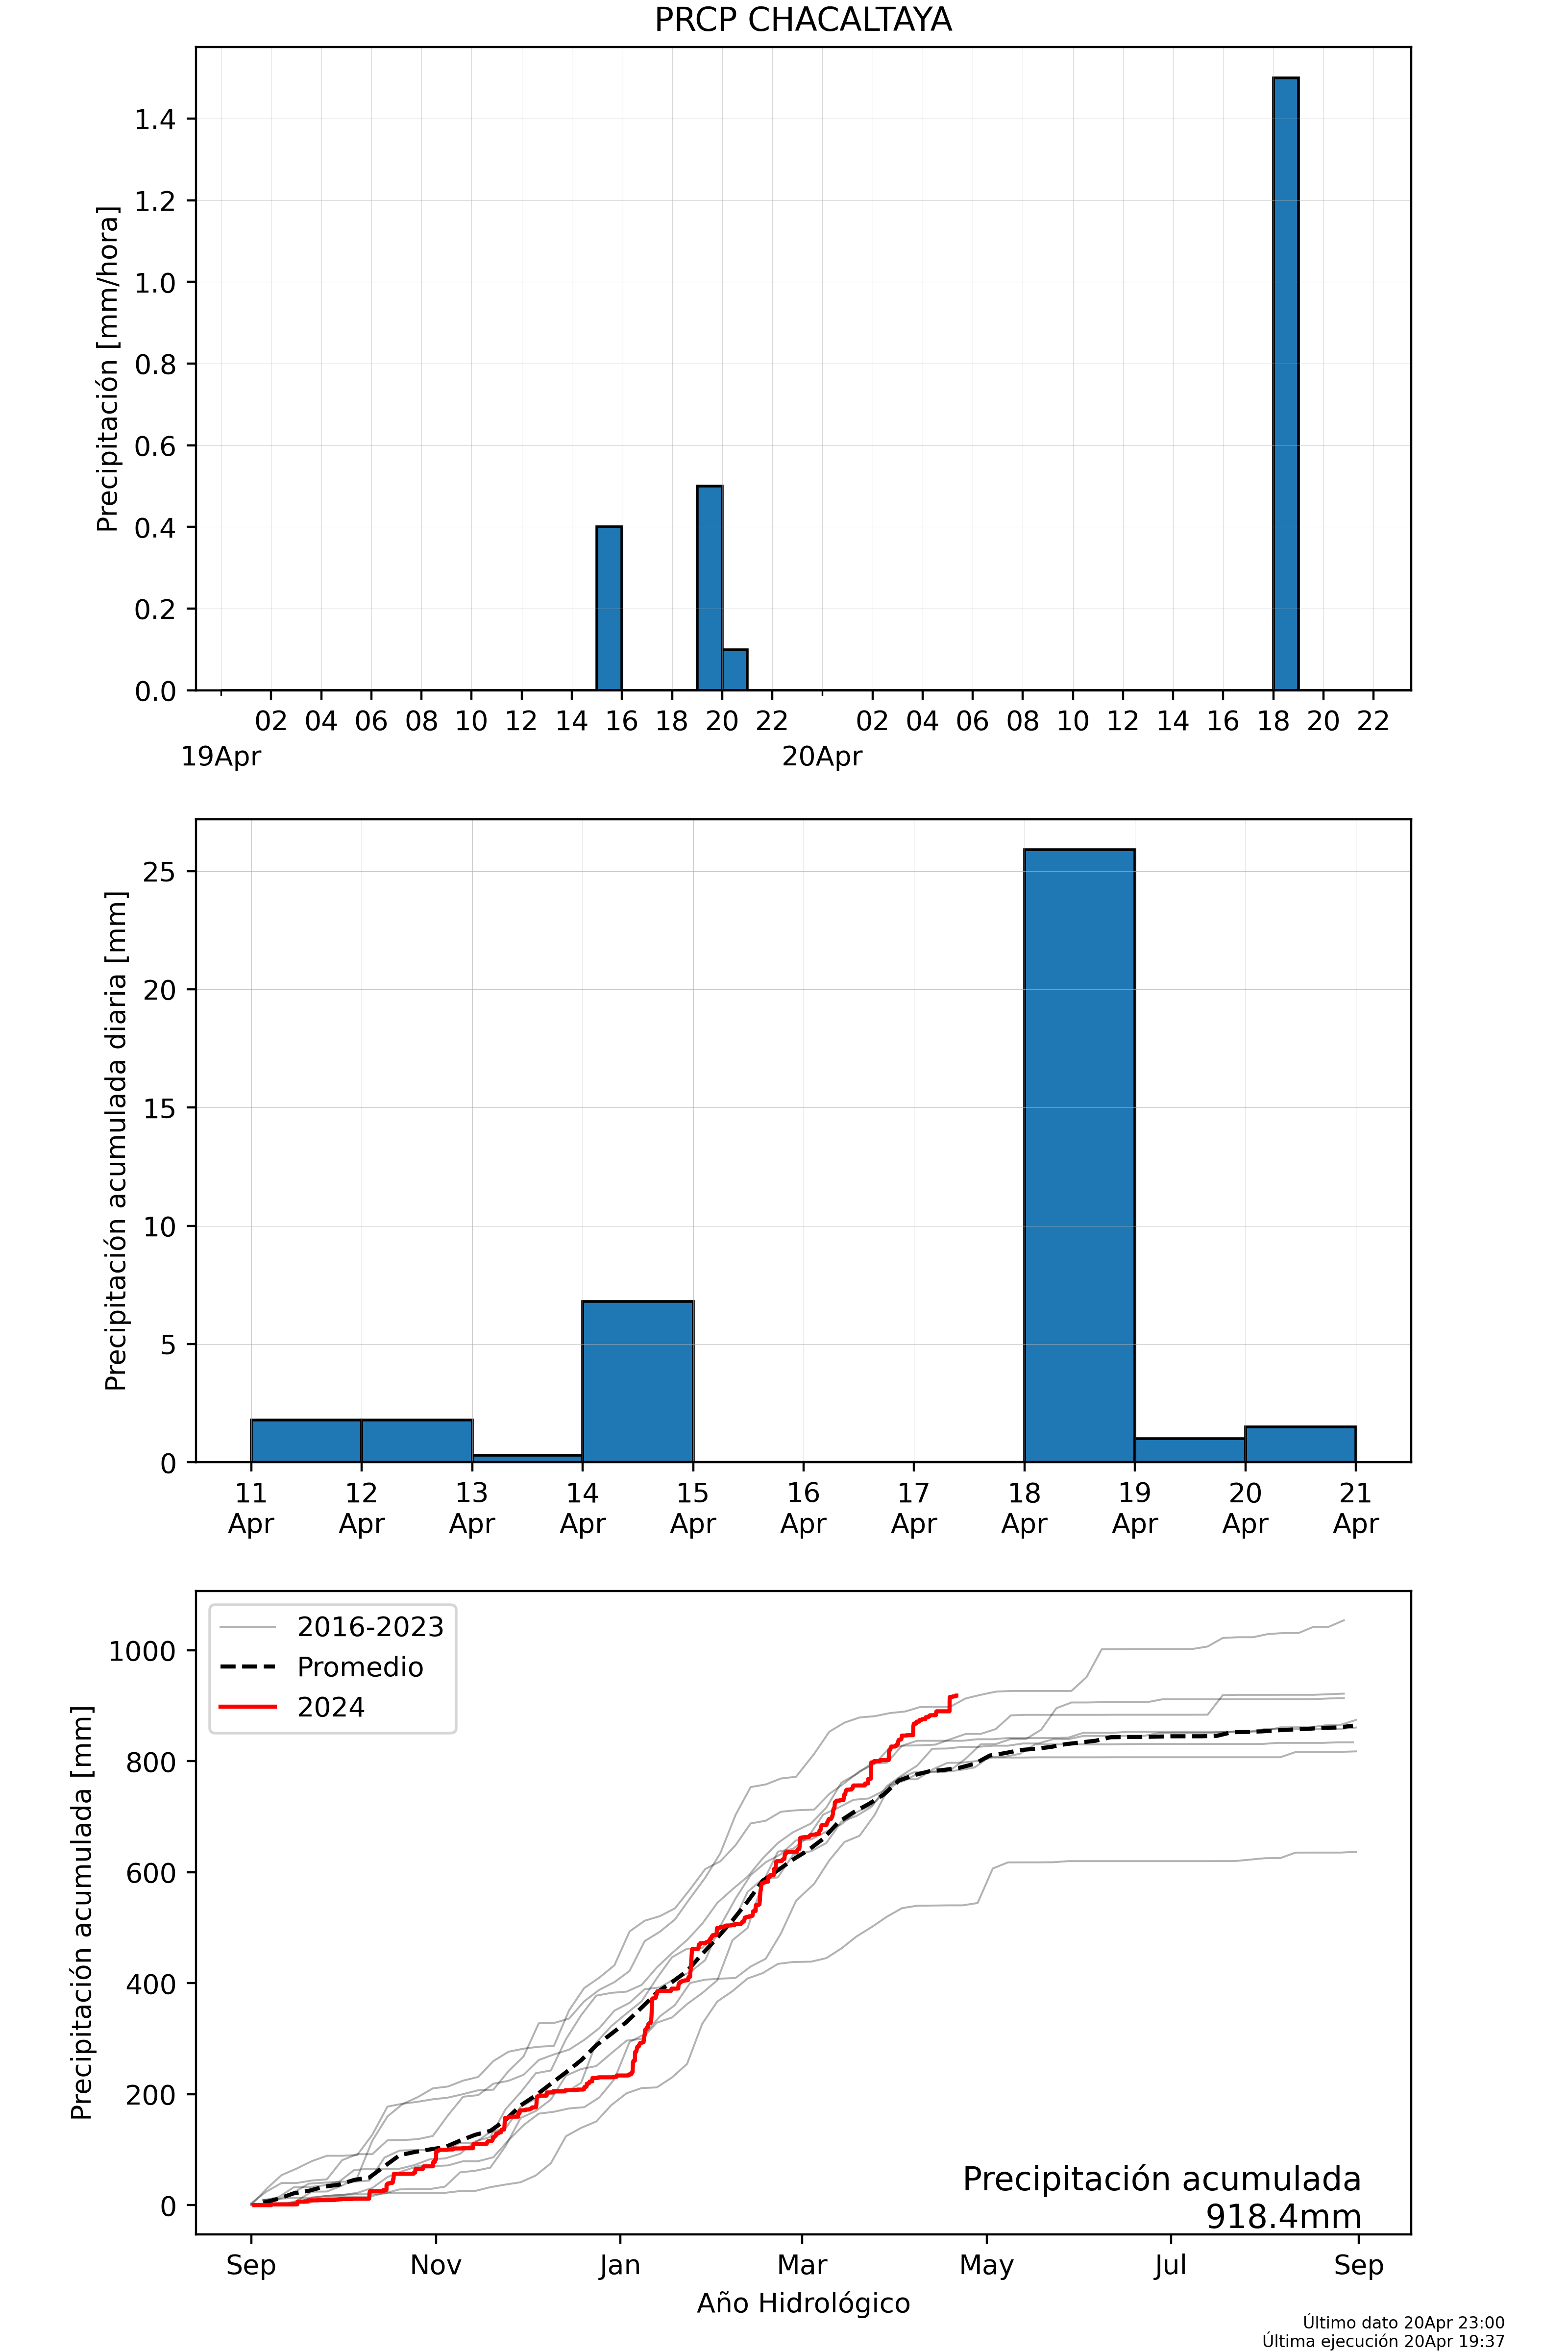 PRCP CHACALTAYA
Precipitación [mm/hora]
1.4
1.2
1.0
0.8
0.6
0.4
0.2
0.0
02 04 06 08 10 12 14 16 18 20 22 02 04 06 08 10 12 14 16 18 20 22
19Apr 20Apr
Precipitación acumulada diaria [mm]
25
20
15
10
5
0
11 12 13 14 15 16 17 18 19 20 21
Apr Apr Apr Apr Apr Apr Apr Apr Apr Apr Apr
Precipitación acumulada [mm]
1000
800
600
400
200
0
2016-2023
Promedio
2024
Precipitación acumulada
918.4mm
Sep Nov Jan Mar May Jul Sep
Año Hidrológico
Último dato 20Apr 23:00
Última ejecución 20Apr 19:37